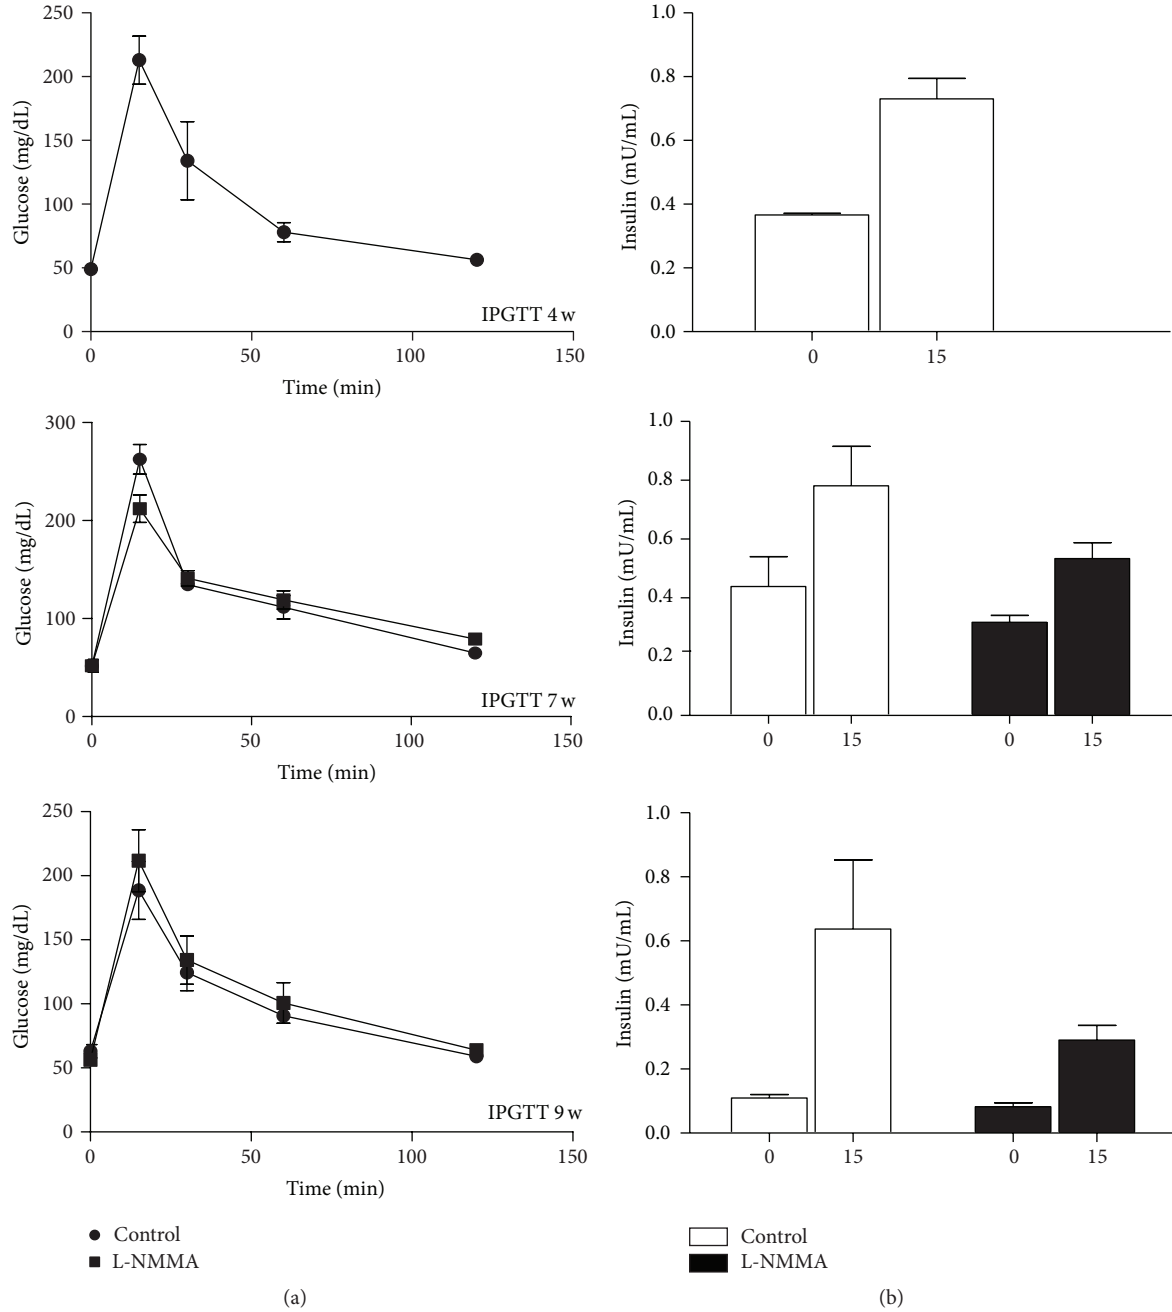 250
200
150
100
50
0
Glucose (mg/dL)
IPGTT 4 w
0 50 100 150
Time (min)
1.0
0.8
0.6
0.4
0.2
0.0
Insulin (mU/mL)
0 15
300
200
100
0
Glucose (mg/dL)
IPGTT 7 w
0 50 100 150
Time (min)
1.0
0.8
0.6
0.4
0.2
0.0
Insulin (mU/mL)
0 15 0 15
250
200
150
100
50
0
Glucose (mg/dL)
IPGTT 9 w
0 50 100 150
Time (min)
1.0
0.8
0.6
0.4
0.2
0.0
Insulin (mU/mL)
0 15 0 15
Control
L-NMMA
(a)
Control
L-NMMA
(b)